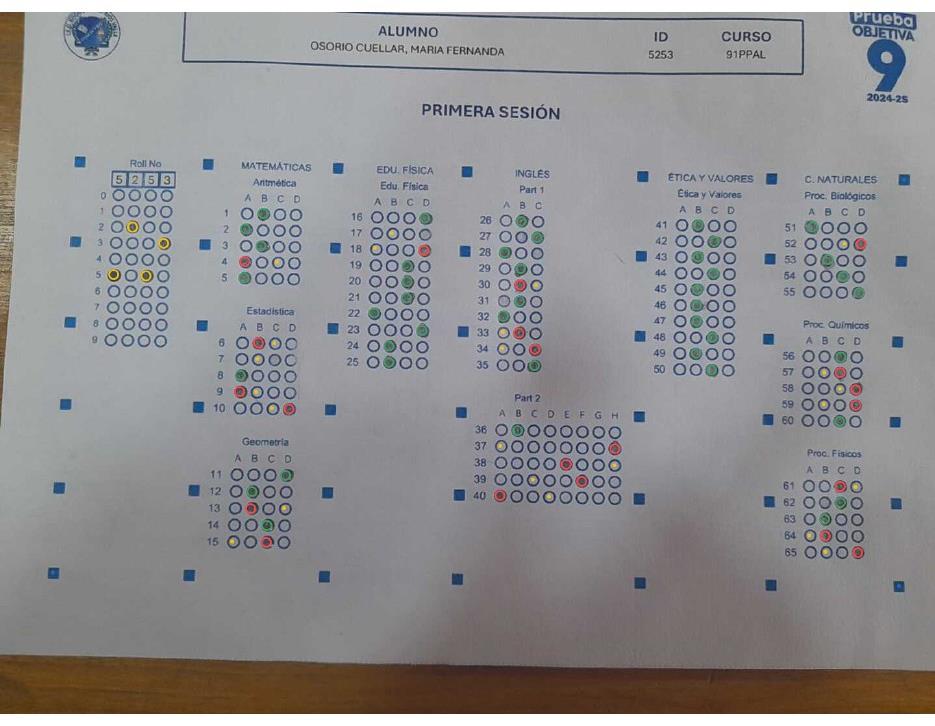 ALUMNO
OSORIO CUELLAR, MARIA FERNANDA
ID
5253
CURSO
91PPAL
Prueba
OBJETIVA
9
2024-2S
PRIMERA SESIÓN
Roll No
5 2 5 3
0
1
2
3
4
5
6
7
8
9
MATEMÁTICAS
Aritmética
A B C D
1
2
3
4
5
Estadística
A B C D
6
7
8
9
10
Geometría
A B C D
11
12
13
14
15
EDU. FÍSICA
Edu. Física
A B C D
16
17
18
19
20
21
22
23
24
25
INGLÉS
Part 1
A B C
26
27
28
29
30
31
32
33
34
35
Part 2
A B C D E F G H
36
37
38
39
40
ÉTICA Y VALORES
Ética y Valores
A B C D
41
42
43
44
45
46
47
48
49
50
C. NATURALES
Proc. Biológicos
A B C D
51
52
53
54
55
Proc. Químicos
A B C D
56
57
58
59
60
Proc. Físicos
A B C D
61
62
63
64
65